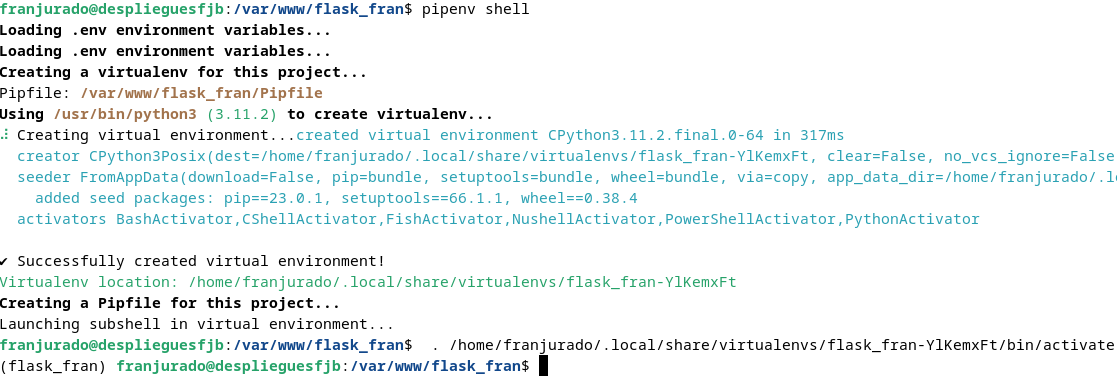 franjurado@desplieguesfjb:/var/www/flask_fran$ pipenv shell
Loading .env environment variables...
Loading .env environment variables...
Creating a virtualenv for this project...
Pipfile: /var/www/flask_fran/Pipfile
Using /usr/bin/python3 (3.11.2) to create virtualenv...
⠼ Creating virtual environment...created virtual environment CPython3.11.2.final.0-64 in 317ms
  creator CPython3Posix(dest=/home/franjurado/.local/share/virtualenvs/flask_fran-YlKemxFt, clear=False, no_vcs_ignore=False
  seeder FromAppData(download=False, pip=bundle, setuptools=bundle, wheel=bundle, via=copy, app_data_dir=/home/franjurado/.l
    added seed packages: pip==23.0.1, setuptools==66.1.1, wheel==0.38.4
  activators BashActivator,CShellActivator,FishActivator,NushellActivator,PowerShellActivator,PythonActivator
✔ Successfully created virtual environment!
Virtualenv location: /home/franjurado/.local/share/virtualenvs/flask_fran-YlKemxFt
Creating a Pipfile for this project...
Launching subshell in virtual environment...
franjurado@desplieguesfjb:/var/www/flask_fran$  . /home/franjurado/.local/share/virtualenvs/flask_fran-YlKemxFt/bin/activate
(flask_fran) franjurado@desplieguesfjb:/var/www/flask_fran$